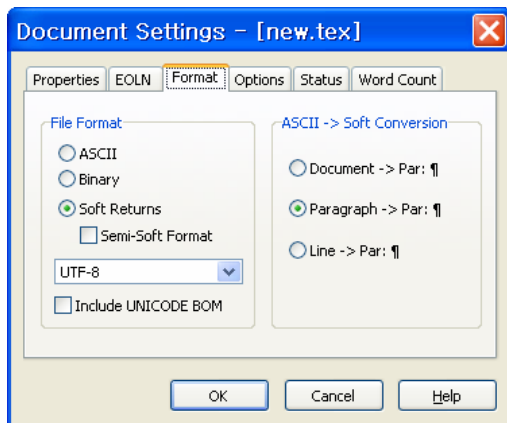 Document Settings - [new.tex]
Properties EOLN Format Options Status Word Count
File Format
ASCII
Binary
Soft Returns
Semi-Soft Format
UTF-8
Include UNICODE BOM
ASCII -> Soft Conversion
Document -> Par: ¶
Paragraph -> Par: ¶
Line -> Par: ¶
OK Cancel Help